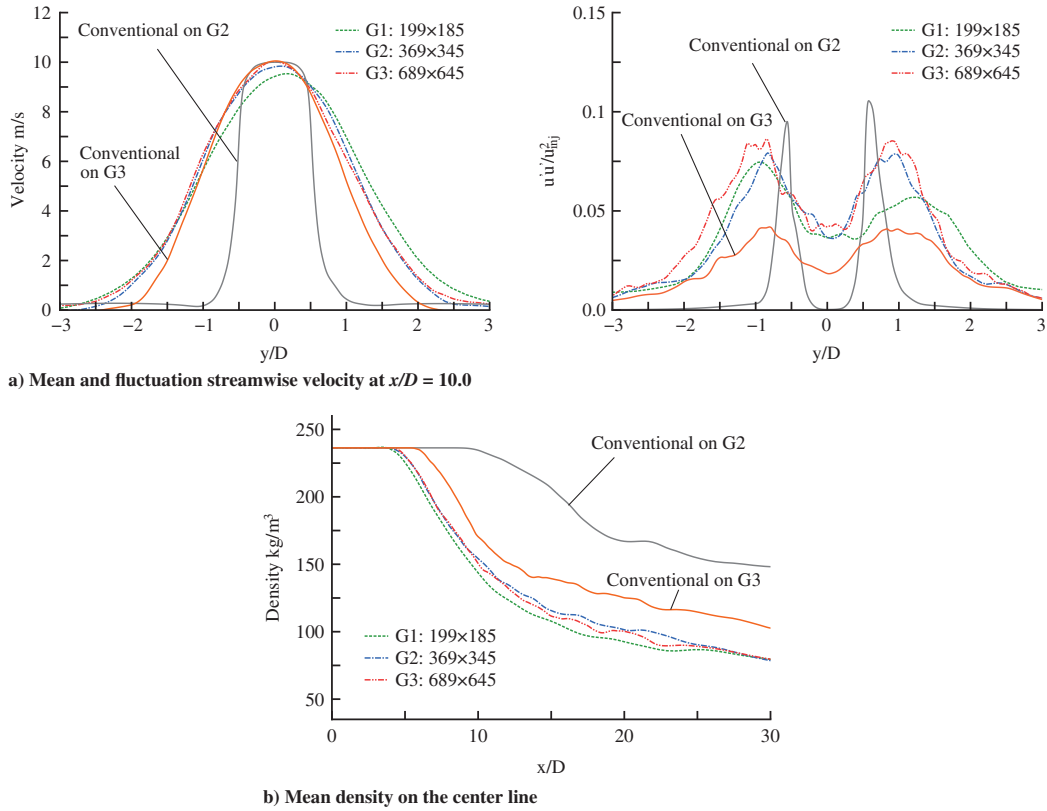 12
10
8
6
4
2
0
Velocity m/s
Conventional on G2
Conventional
on G3
G1: 199×185
G2: 369×345
G3: 689×645
−3
−2
−1
0
1
2
3
y/D
0.15
0.1
0.05
0.0
u'u'/u²inj
Conventional on G2
Conventional on G3
G1: 199×185
G2: 369×345
G3: 689×645
−3
−2
−1
0
1
2
3
y/D
a) Mean and fluctuation streamwise velocity at x/D = 10.0
250
200
150
100
50
Density kg/m³
Conventional on G2
Conventional on G3
G1: 199×185
G2: 369×345
G3: 689×645
0
5
10
15
20
25
30
x/D
b) Mean density on the center line